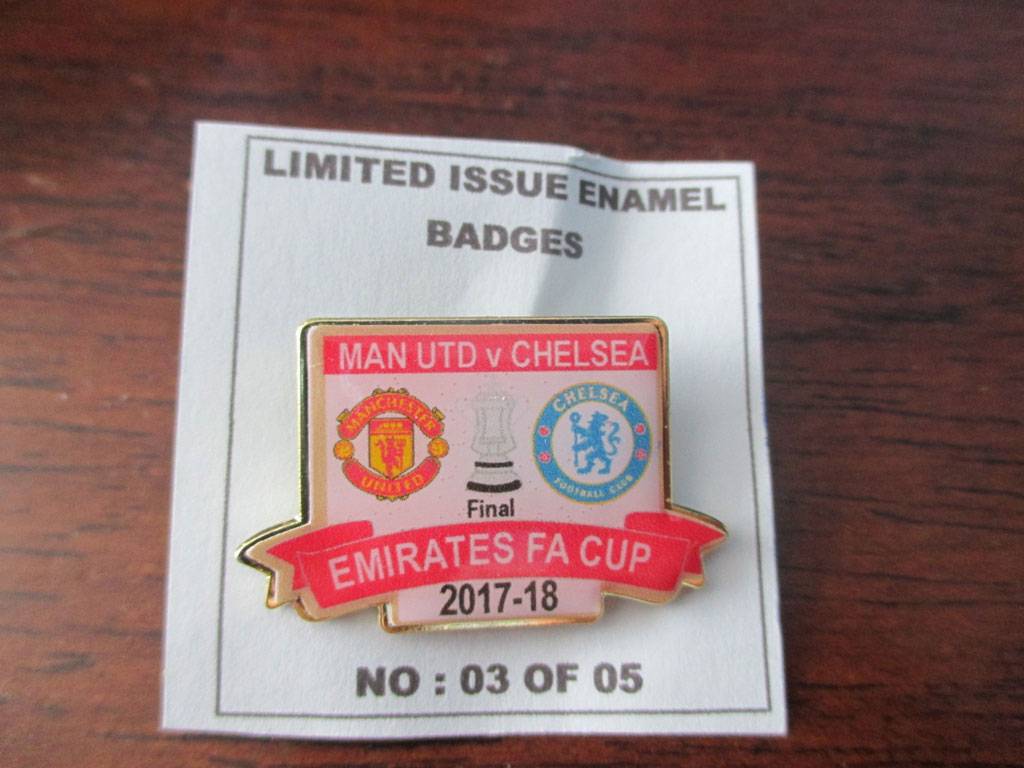 LIMITED ISSUE ENAMEL
BADGES
MAN UTD v CHELSEA
MANCHESTER
UNITED
CHELSEA
FOOTBALL CLUB
Final
EMIRATES FA CUP
2017-18
NO : 03 OF 05